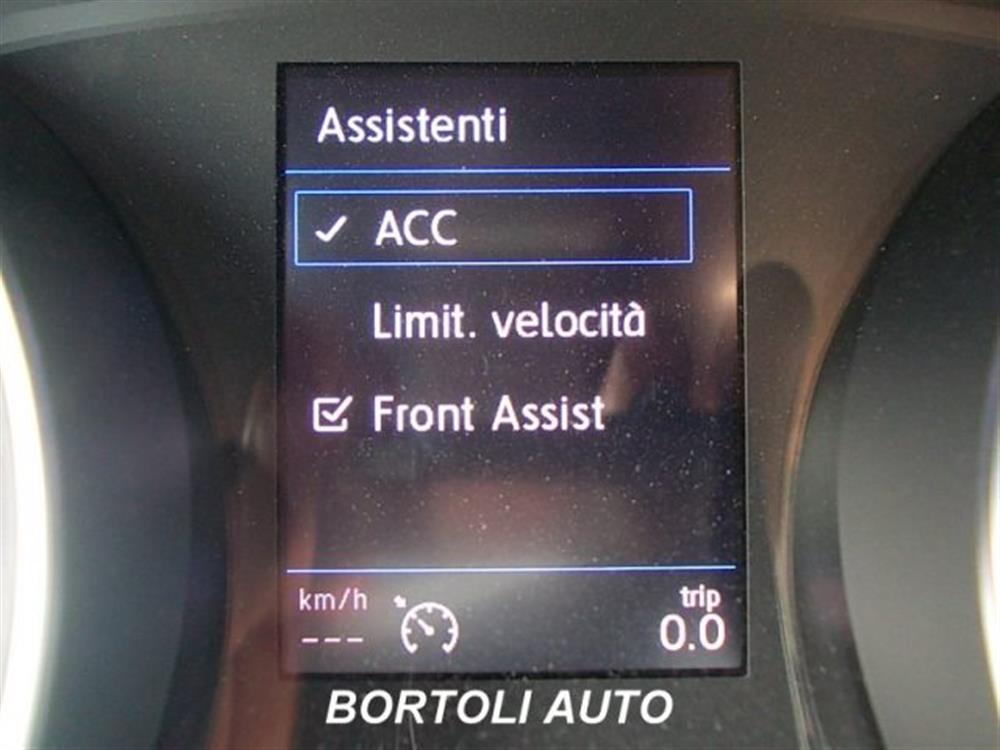 Assistenti
ACC
Limit. velocità
Front Assist
km/h
---
trip
0.0
BORTOLI AUTO